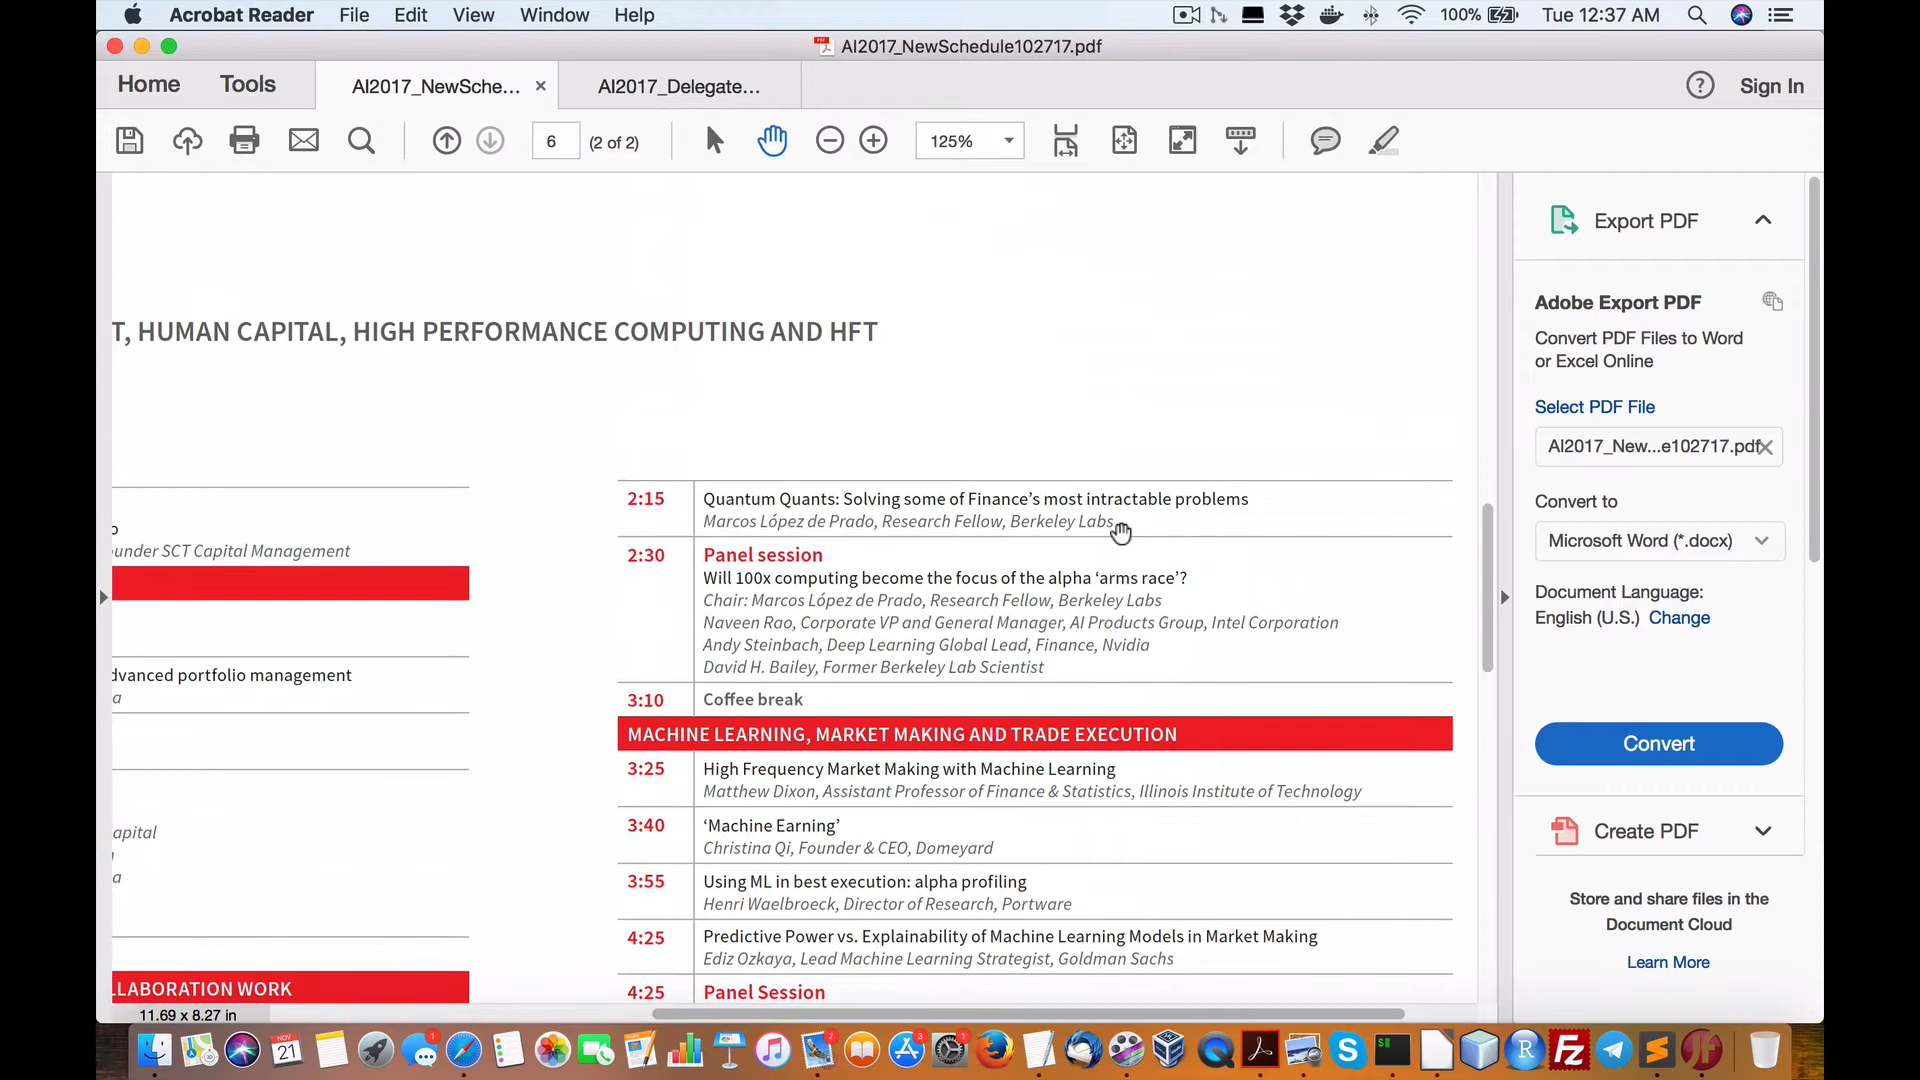 Acrobat Reader File Edit View Window Help 100% Tue 12:37 AM
AI2017_NewSchedule102717.pdf
Home Tools AI2017_NewSche... × AI2017_Delegate... Sign In
6 (2 of 2) 125%
T, HUMAN CAPITAL, HIGH PERFORMANCE COMPUTING AND HFT
under SCT Capital Management
dvanced portfolio management
a
apital
a
LLABORATION WORK
11.69 x 8.27 in
2:15 Quantum Quants: Solving some of Finance’s most intractable problems
Marcos López de Prado, Research Fellow, Berkeley Labs
2:30 Panel session
Will 100x computing become the focus of the alpha ‘arms race’?
Chair: Marcos López de Prado, Research Fellow, Berkeley Labs
Naveen Rao, Corporate VP and General Manager, AI Products Group, Intel Corporation
Andy Steinbach, Deep Learning Global Lead, Finance, Nvidia
David H. Bailey, Former Berkeley Lab Scientist
3:10 Coffee break
MACHINE LEARNING, MARKET MAKING AND TRADE EXECUTION
3:25 High Frequency Market Making with Machine Learning
Matthew Dixon, Assistant Professor of Finance & Statistics, Illinois Institute of Technology
3:40 ‘Machine Earning’
Christina Qi, Founder & CEO, Domeyard
3:55 Using ML in best execution: alpha profiling
Henri Waelbroeck, Director of Research, Portware
4:25 Predictive Power vs. Explainability of Machine Learning Models in Market Making
Ediz Ozkaya, Lead Machine Learning Strategist, Goldman Sachs
4:25 Panel Session
Export PDF
Adobe Export PDF
Convert PDF Files to Word
or Excel Online
Select PDF File
AI2017_New...e102717.pdf
Convert to
Microsoft Word (*.docx)
Document Language:
English (U.S.) Change
Convert
Create PDF
Store and share files in the
Document Cloud
Learn More
NOV
21